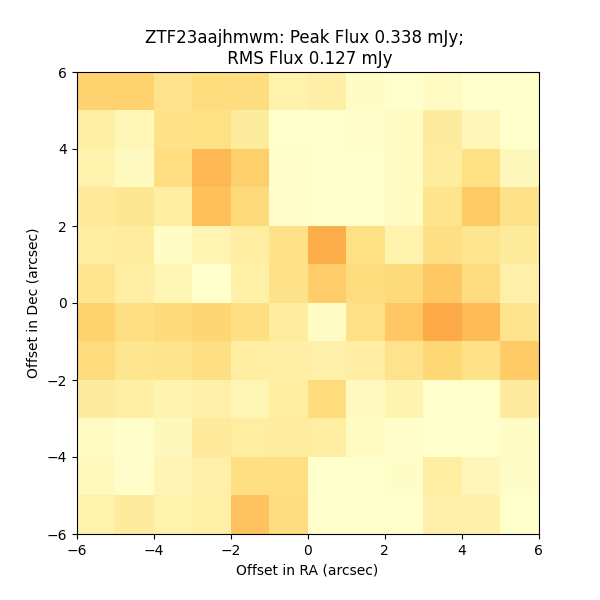 ZTF23aajhmwm: Peak Flux 0.338 mJy;
RMS Flux 0.127 mJy
6
4
2
0
−2
−4
−6
Offset in Dec (arcsec)
−6 −4 −2 0 2 4 6
Offset in RA (arcsec)